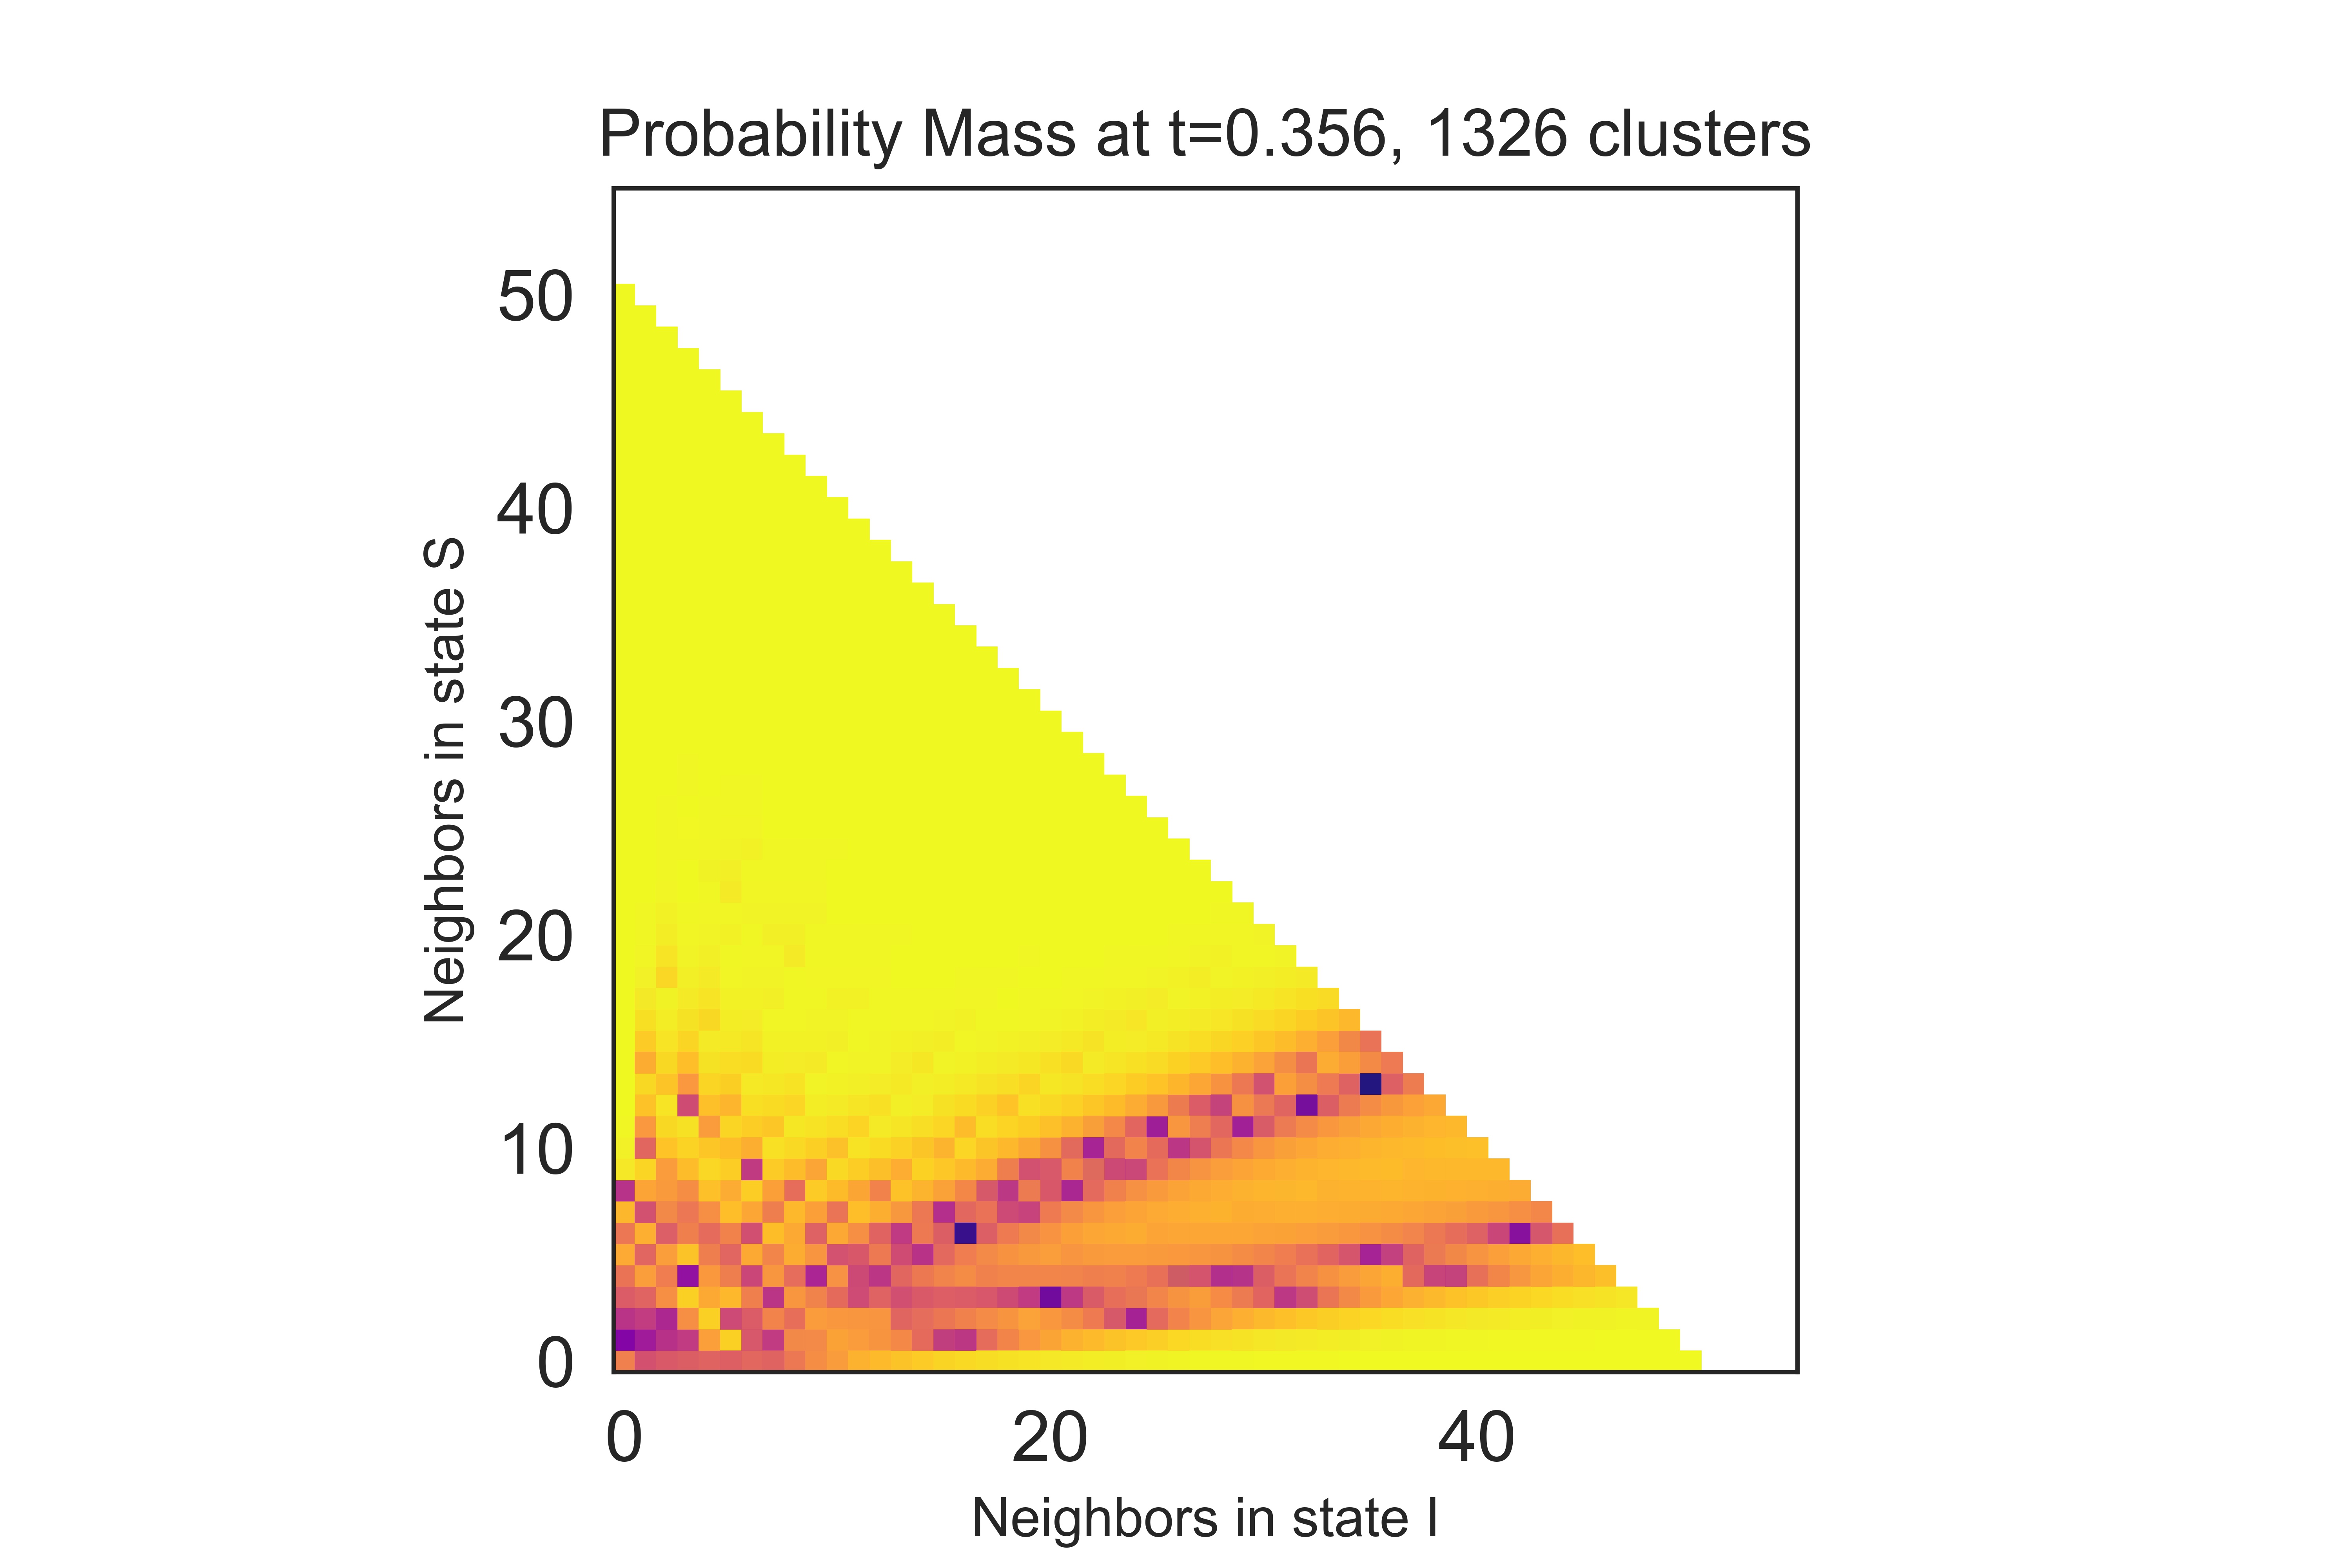 Probability Mass at t=0.356, 1326 clusters
Neighbors in state S
50
40
30
20
10
0
0 20 40
Neighbors in state I